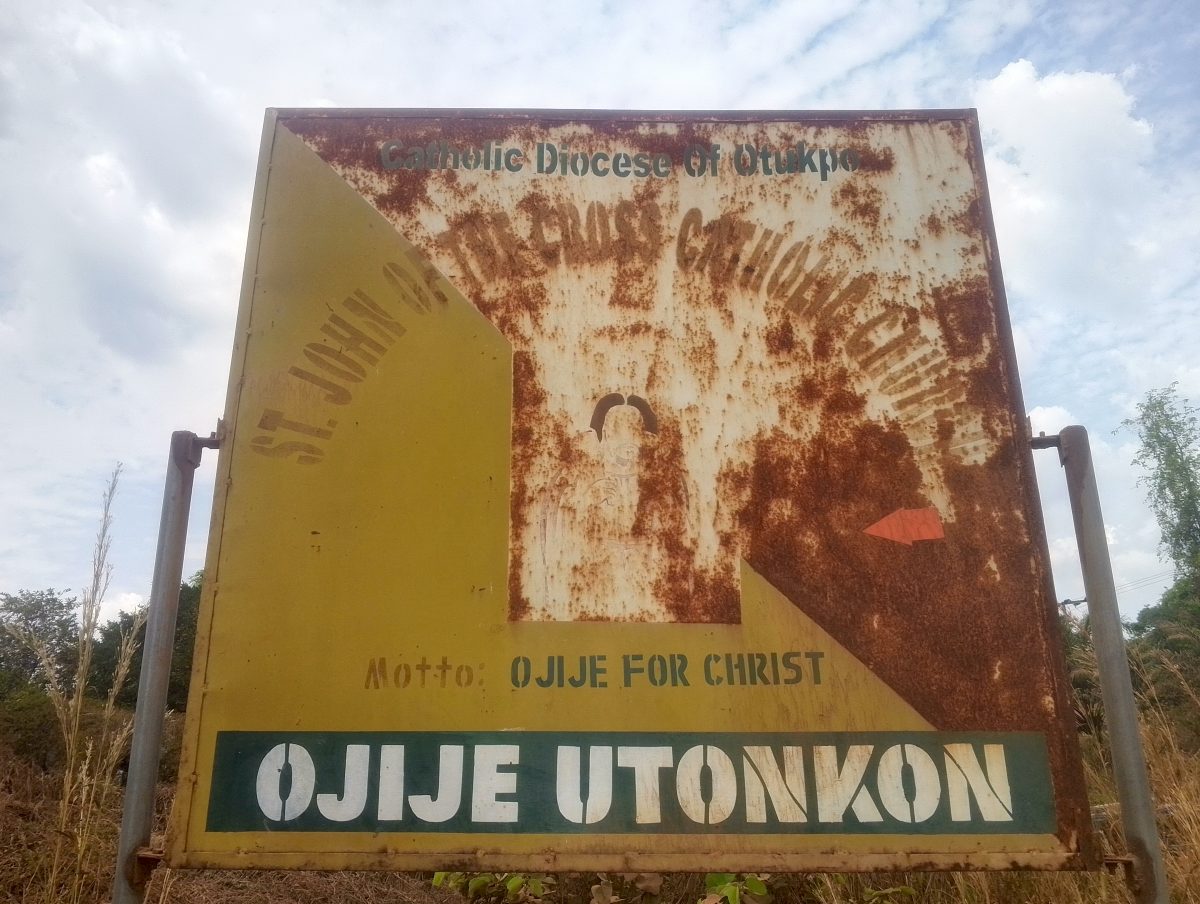 Catholic Diocese Of Otukpo
ST. JOHN OF THE CROSS CATHOLIC CHURCH
Motto: OJIJE FOR CHRIST
OJIJE UTONKON